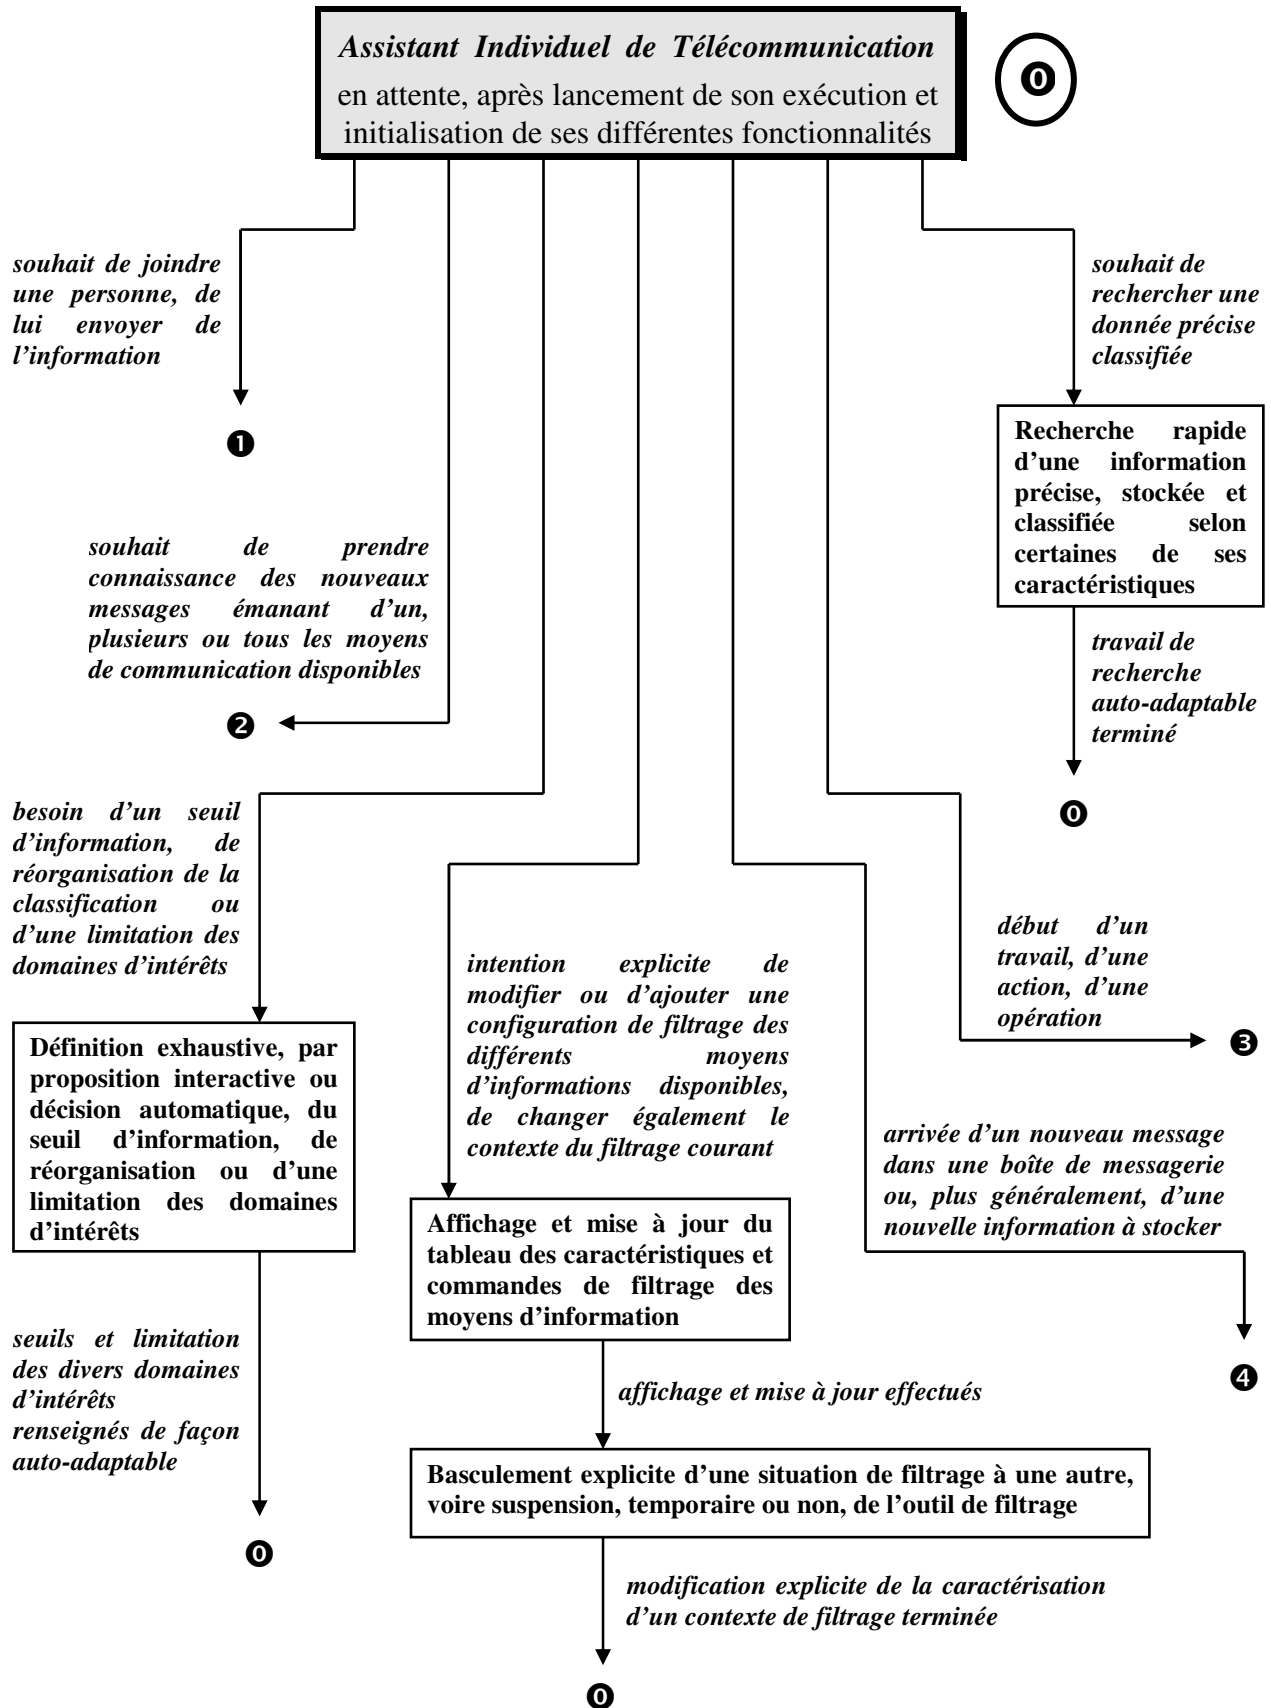 Assistant Individuel de Télécommunication
en attente, après lancement de son exécution et
initialisation de ses différentes fonctionnalités
⓿
souhait de joindre
une personne, de
lui envoyer de
l’information
❶
souhait de
rechercher une
donnée précise
classifiée
Recherche rapide
d’une information
précise, stockée et
classifiée selon
certaines de ses
caractéristiques
travail de
recherche
auto-adaptable
terminé
⓿
souhait de prendre
connaissance des nouveaux
messages émanant d’un,
plusieurs ou tous les moyens
de communication disponibles
❷
besoin d’un seuil
d’information, de
réorganisation de la
classification ou
d’une limitation des
domaines d’intérêts
Définition exhaustive, par
proposition interactive ou
décision automatique, du
seuil d’information, de
réorganisation ou d’une
limitation des domaines
d’intérêts
seuils et limitation
des divers domaines
d’intérêts
renseignés de façon
auto-adaptable
⓿
intention explicite de
modifier ou d’ajouter une
configuration de filtrage des
différents moyens
d’informations disponibles,
de changer également le
contexte du filtrage courant
Affichage et mise à jour du
tableau des caractéristiques et
commandes de filtrage des
moyens d’information
affichage et mise à jour effectués
Basculement explicite d’une situation de filtrage à une autre,
voire suspension, temporaire ou non, de l’outil de filtrage
modification explicite de la caractérisation
d’un contexte de filtrage terminée
⓿
début d’un
travail, d’une
action, d’une
opération
❸
arrivée d’un nouveau message
dans une boîte de messagerie
ou, plus généralement, d’une
nouvelle information à stocker
❹